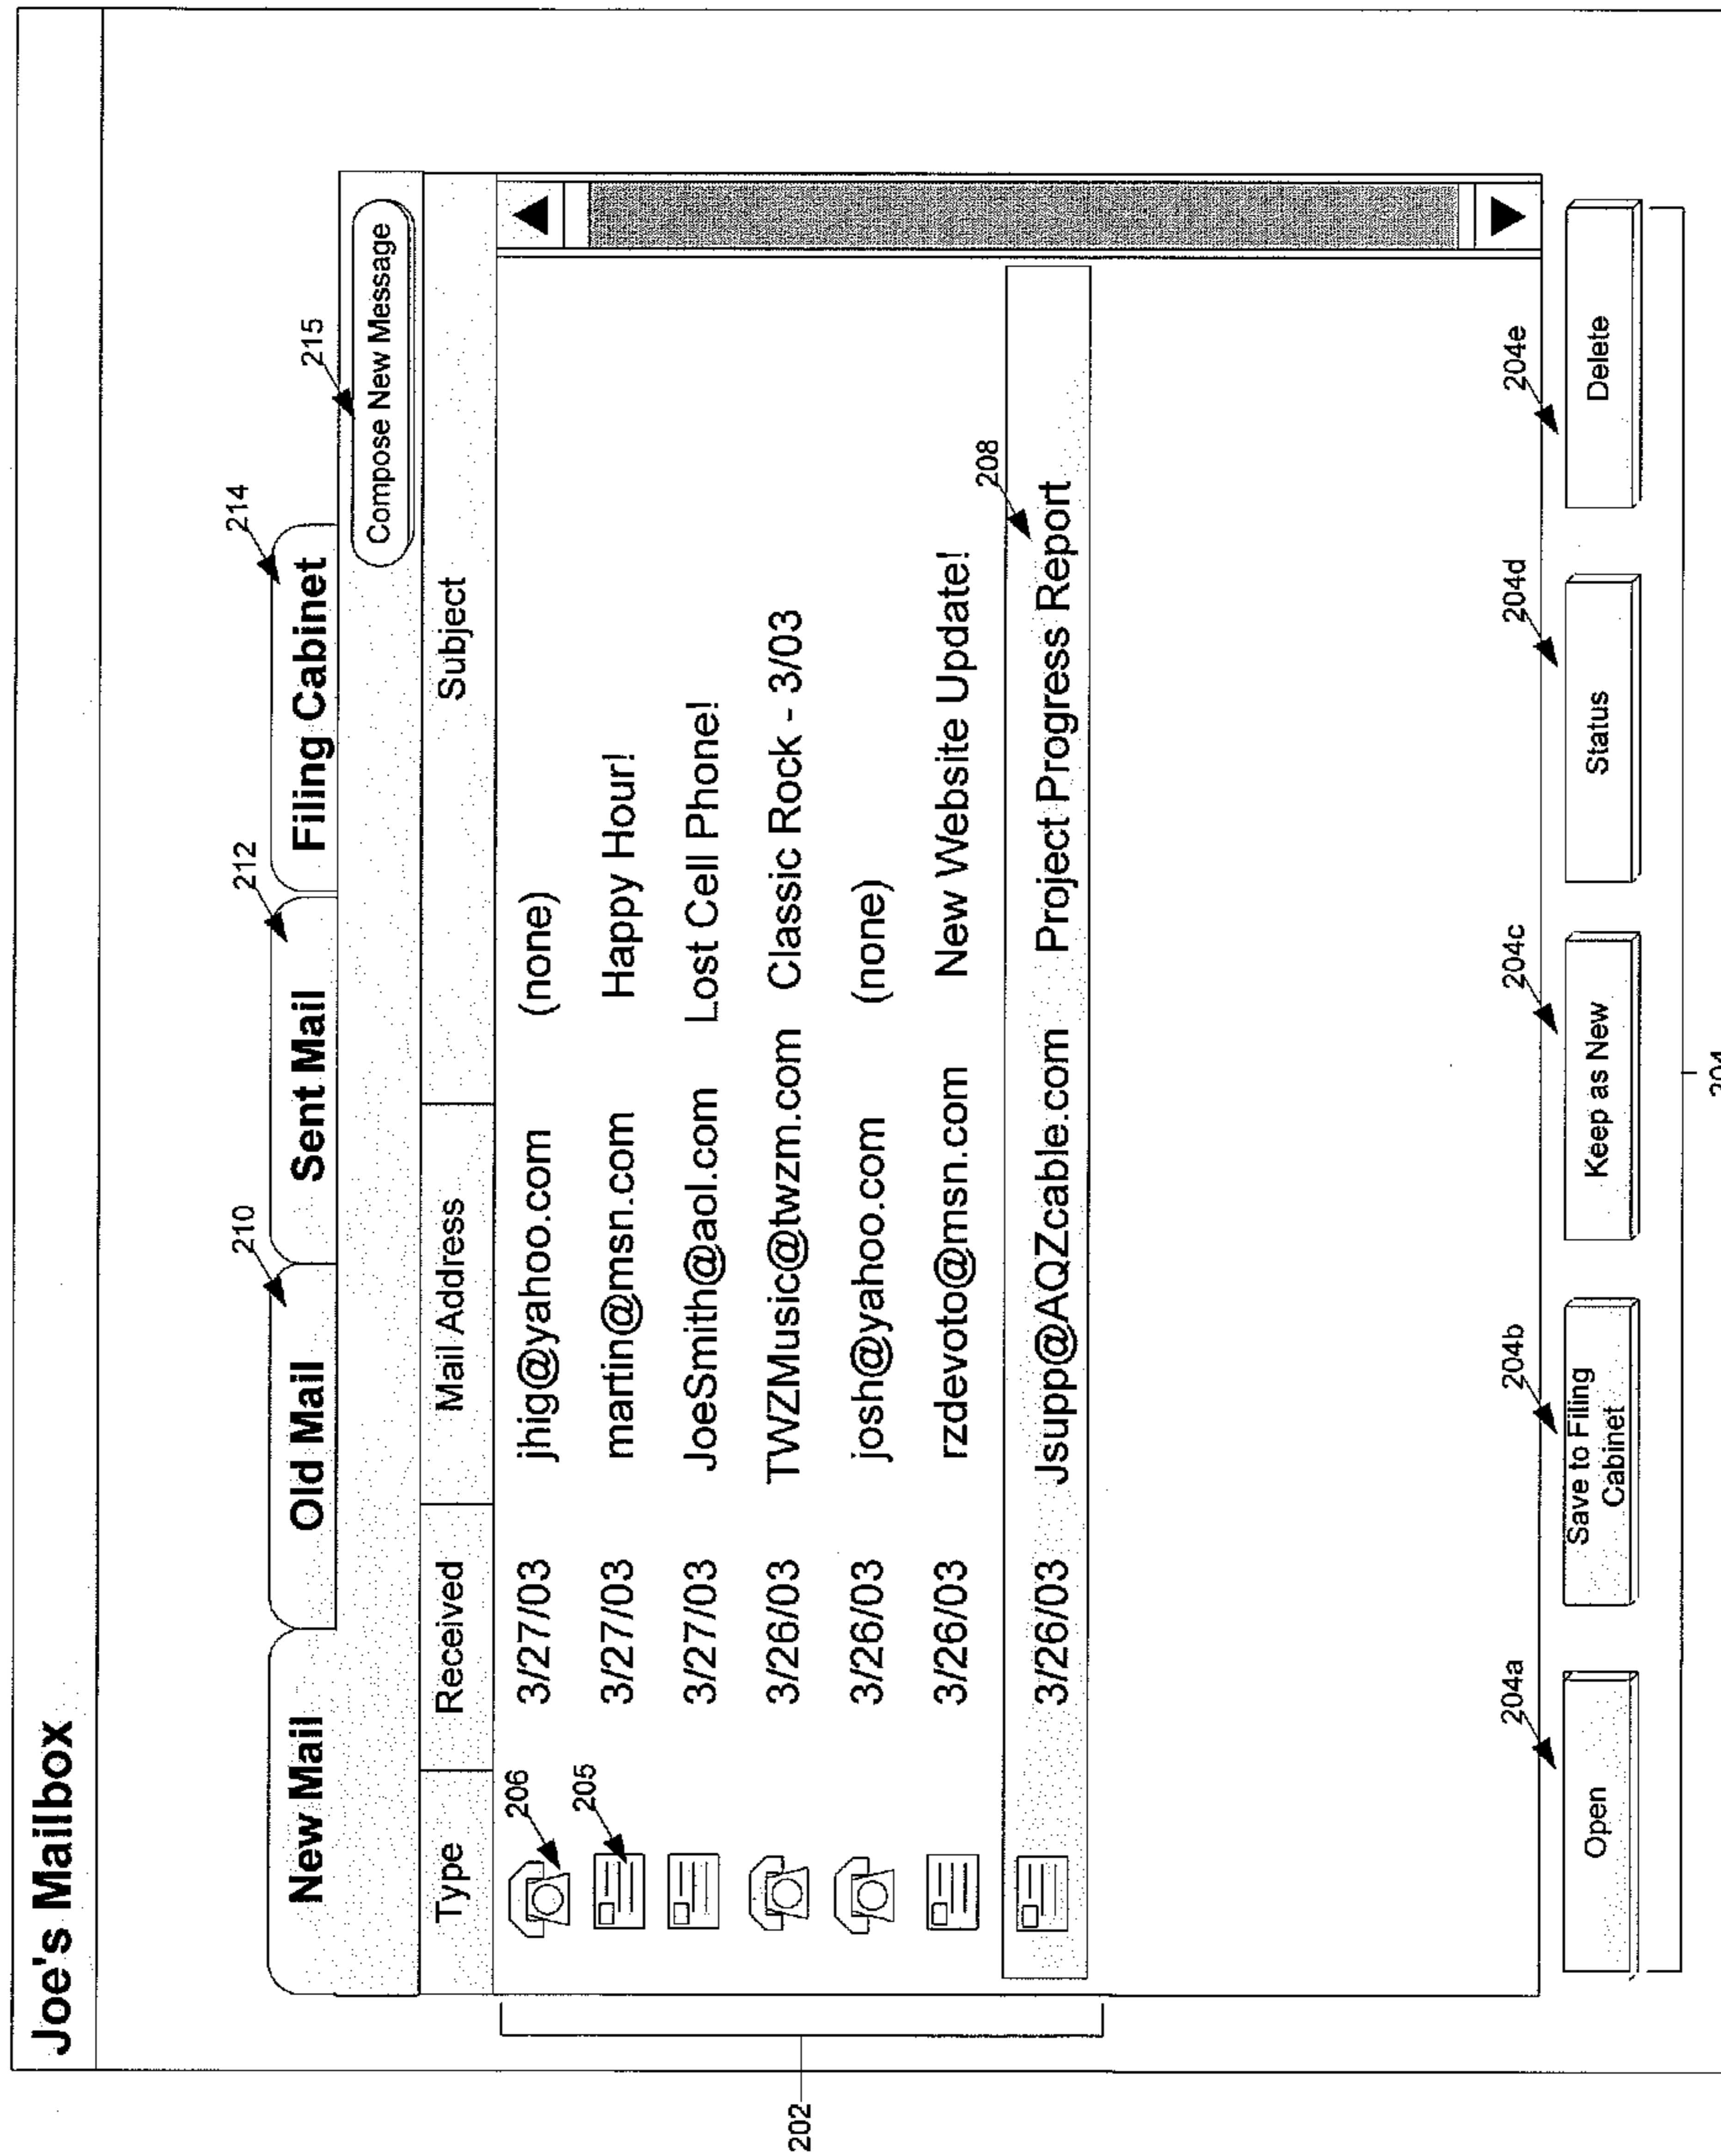 Joe's Mailbox
210
212
214
215
New Mail
Old Mail
Sent Mail
Filing Cabinet
Compose New Message
Type
Received
Mail Address
Subject
206
3/27/03 jhig@yahoo.com (none)
205
3/27/03 martin@msn.com Happy Hour!
3/27/03 JoeSmith@aol.com Lost Cell Phone!
202
3/26/03 TWZMusic@twzm.com Classic Rock - 3/03
3/26/03 josh@yahoo.com (none)
3/26/03 rzdevoto@msn.com New Website Update!
208
3/26/03 Jsupp@AQZcable.com Project Progress Report
204a
204b
204c
204d
204e
Open
Save to Filing
Cabinet
Keep as New
Status
Delete
204